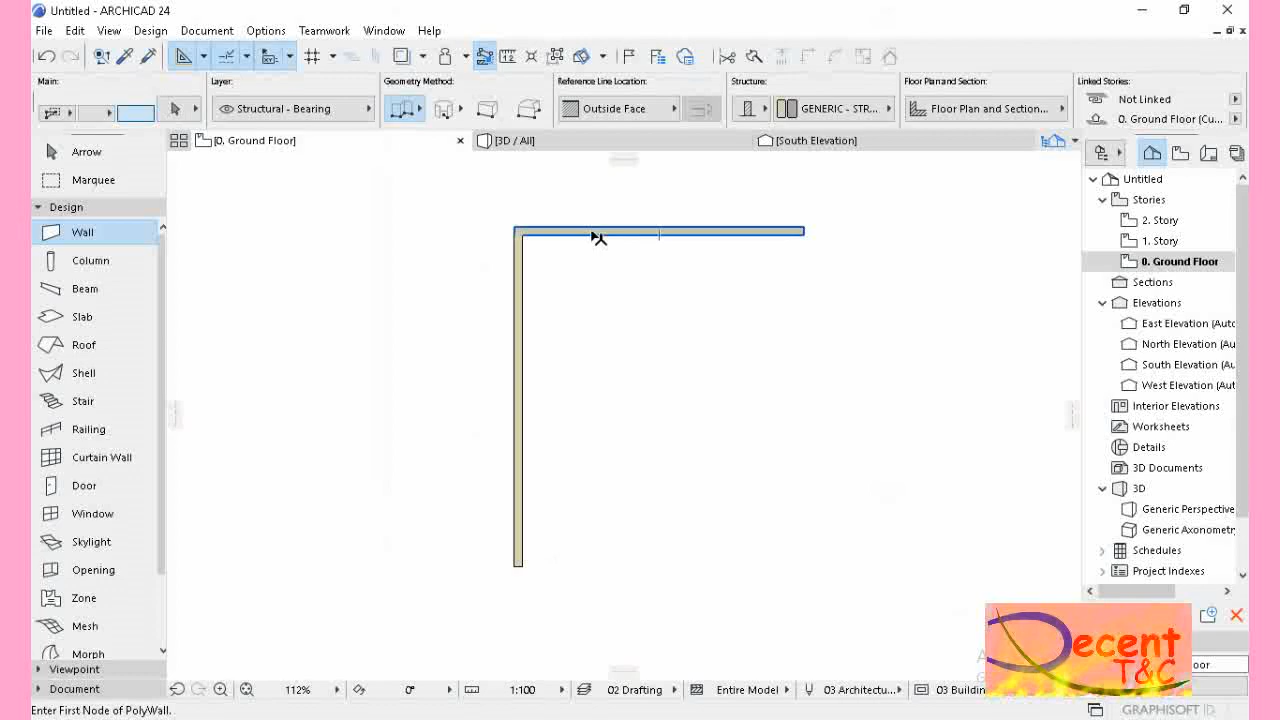 Untitled - ARCHICAD 24
File Edit View Design Document Options Teamwork Window Help
Main: Layer: Geometry Method: Reference Line Location: Structure: Floor Plan and Section: Linked Stories:
Structural - Bearing Outside Face GENERIC - STR... Floor Plan and Section... Not Linked
0. Ground Floor (Cu...
[0. Ground Floor] [3D / All] [South Elevation]
Arrow
Marquee
Design
Wall
Column
Beam
Slab
Roof
Shell
Stair
Railing
Curtain Wall
Door
Window
Skylight
Opening
Zone
Mesh
Morph
Viewpoint
Document
Untitled
Stories
2. Story
1. Story
0. Ground Floor
Sections
Elevations
East Elevation (Auto
North Elevation (Au
South Elevation (Au
West Elevation (Aut
Interior Elevations
Worksheets
Details
3D Documents
3D
Generic Perspective
Generic Axonometr
Schedules
Project Indexes
Decent
T&C
oor
112% 0° 1:100 02 Drafting Entire Model 03 Architectu... 03 Building
Enter First Node of PolyWall.
GRAPHISOFT ID